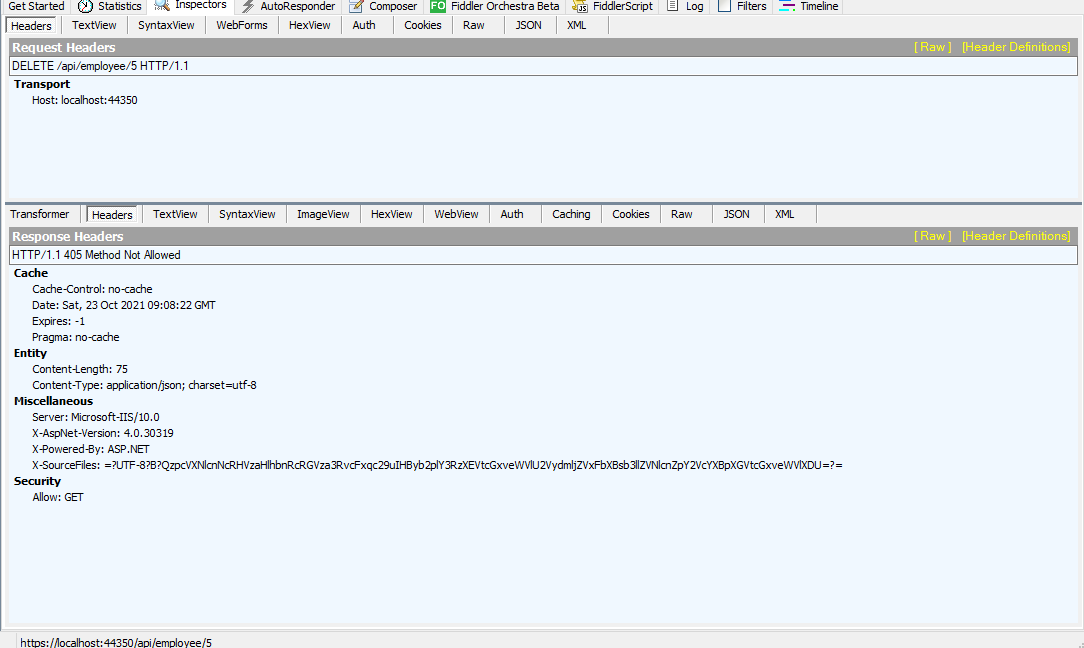 Get Started Statistics Inspectors AutoResponder Composer FO Fiddler Orchestra Beta FiddlerScript Log Filters Timeline
Headers TextView SyntaxView WebForms HexView Auth Cookies Raw JSON XML
Request Headers [ Raw ] [Header Definitions]
DELETE /api/employee/5 HTTP/1.1
Transport
Host: localhost:44350
Transformer Headers TextView SyntaxView ImageView HexView WebView Auth Caching Cookies Raw JSON XML
Response Headers [ Raw ] [Header Definitions]
HTTP/1.1 405 Method Not Allowed
Cache
Cache-Control: no-cache
Date: Sat, 23 Oct 2021 09:08:22 GMT
Expires: -1
Pragma: no-cache
Entity
Content-Length: 75
Content-Type: application/json; charset=utf-8
Miscellaneous
Server: Microsoft-IIS/10.0
X-AspNet-Version: 4.0.30319
X-Powered-By: ASP.NET
X-SourceFiles:
Security
Allow: GET
https://localhost:44350/api/employee/5